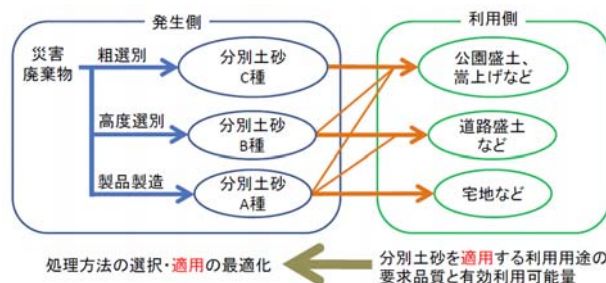 発生側
利用側
災害
廃棄物
粗選別
分別土砂
C種
公園盛土、
嵩上げなど
高度選別
分別土砂
B種
道路盛土
など
製品製造
分別土砂
A種
宅地など
処理方法の選択・適用の最適化
分別土砂を適用する利用用途の
要求品質と有効利用可能量